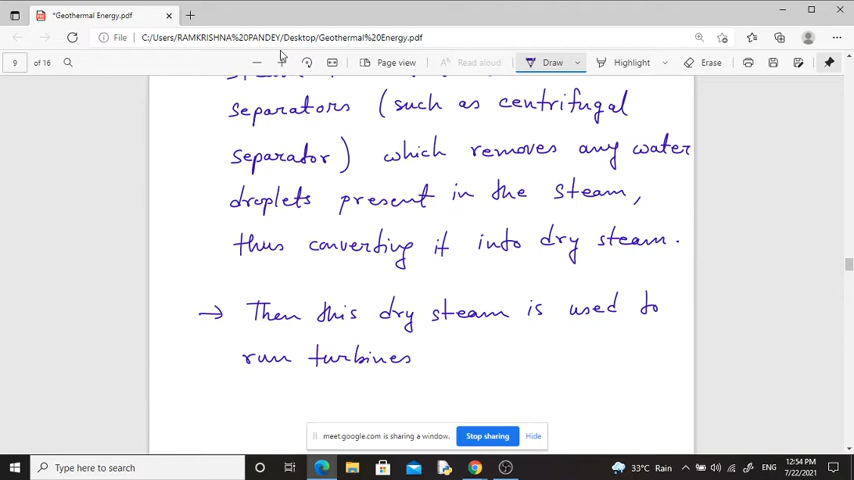 *Geothermal Energy.pdf
File
C:/Users/RAMKRISHNA%20PANDEY/Desktop/Geothermal%20Energy.pdf
9 of 16
Page view
Read aloud
Draw
Highlight
Erase
separators (such as centrifugal
separator) which removes any water
droplets present in the steam,
thus converting it into dry steam.
→ Then this dry steam is used to
run turbines
meet.google.com is sharing a window.
Stop sharing
Hide
Type here to search
33°C Rain
ENG
12:54 PM
7/22/2021